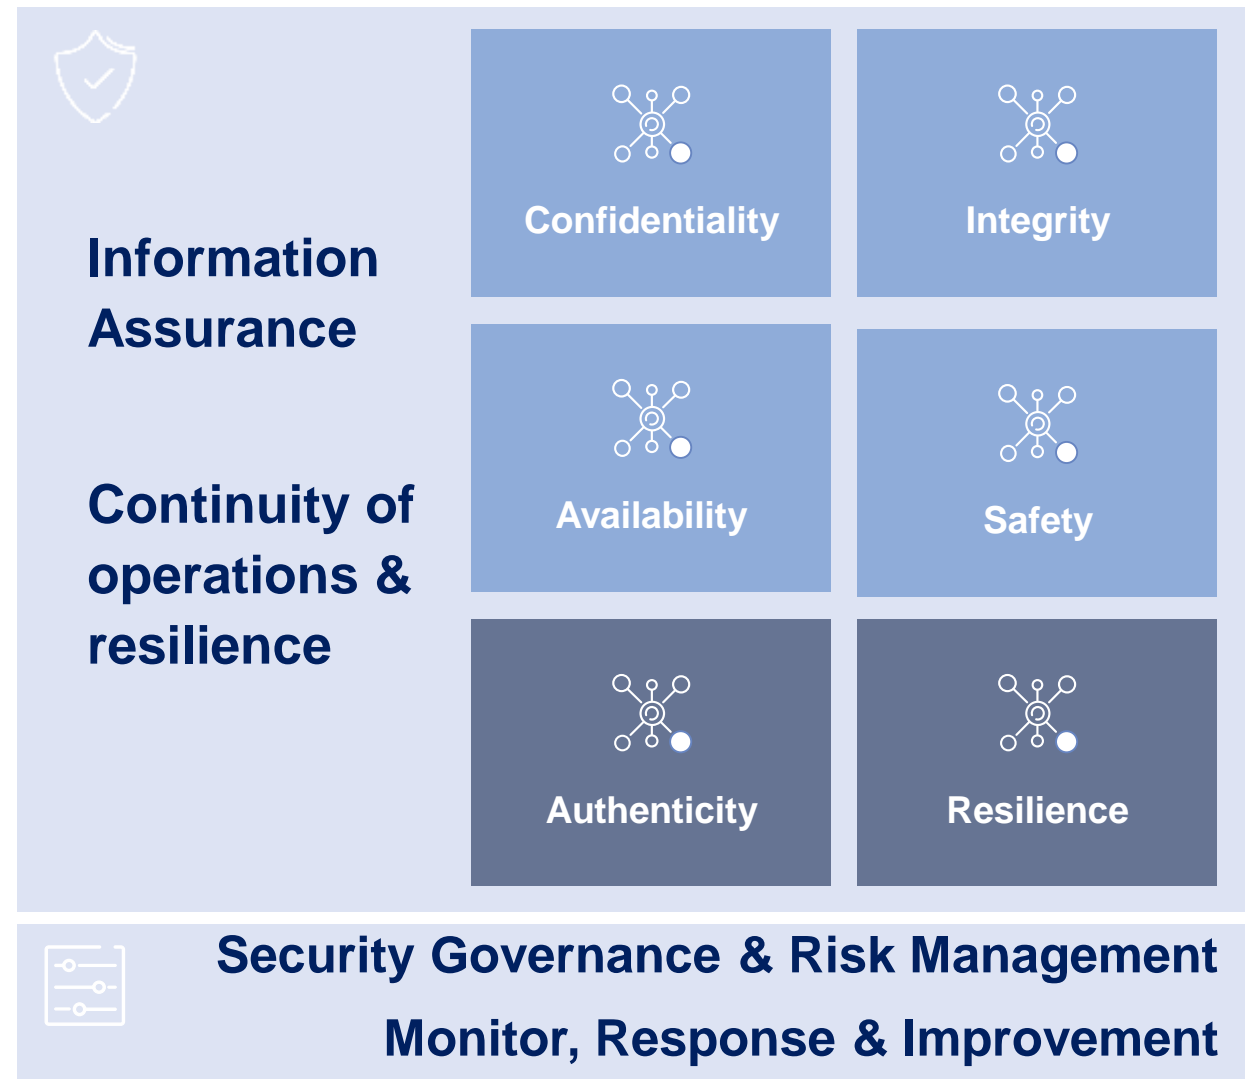 Information
Assurance
Continuity of
operations &
resilience
Confidentiality
Integrity
Availability
Safety
Authenticity
Resilience
Security Governance & Risk Management
Monitor, Response & Improvement